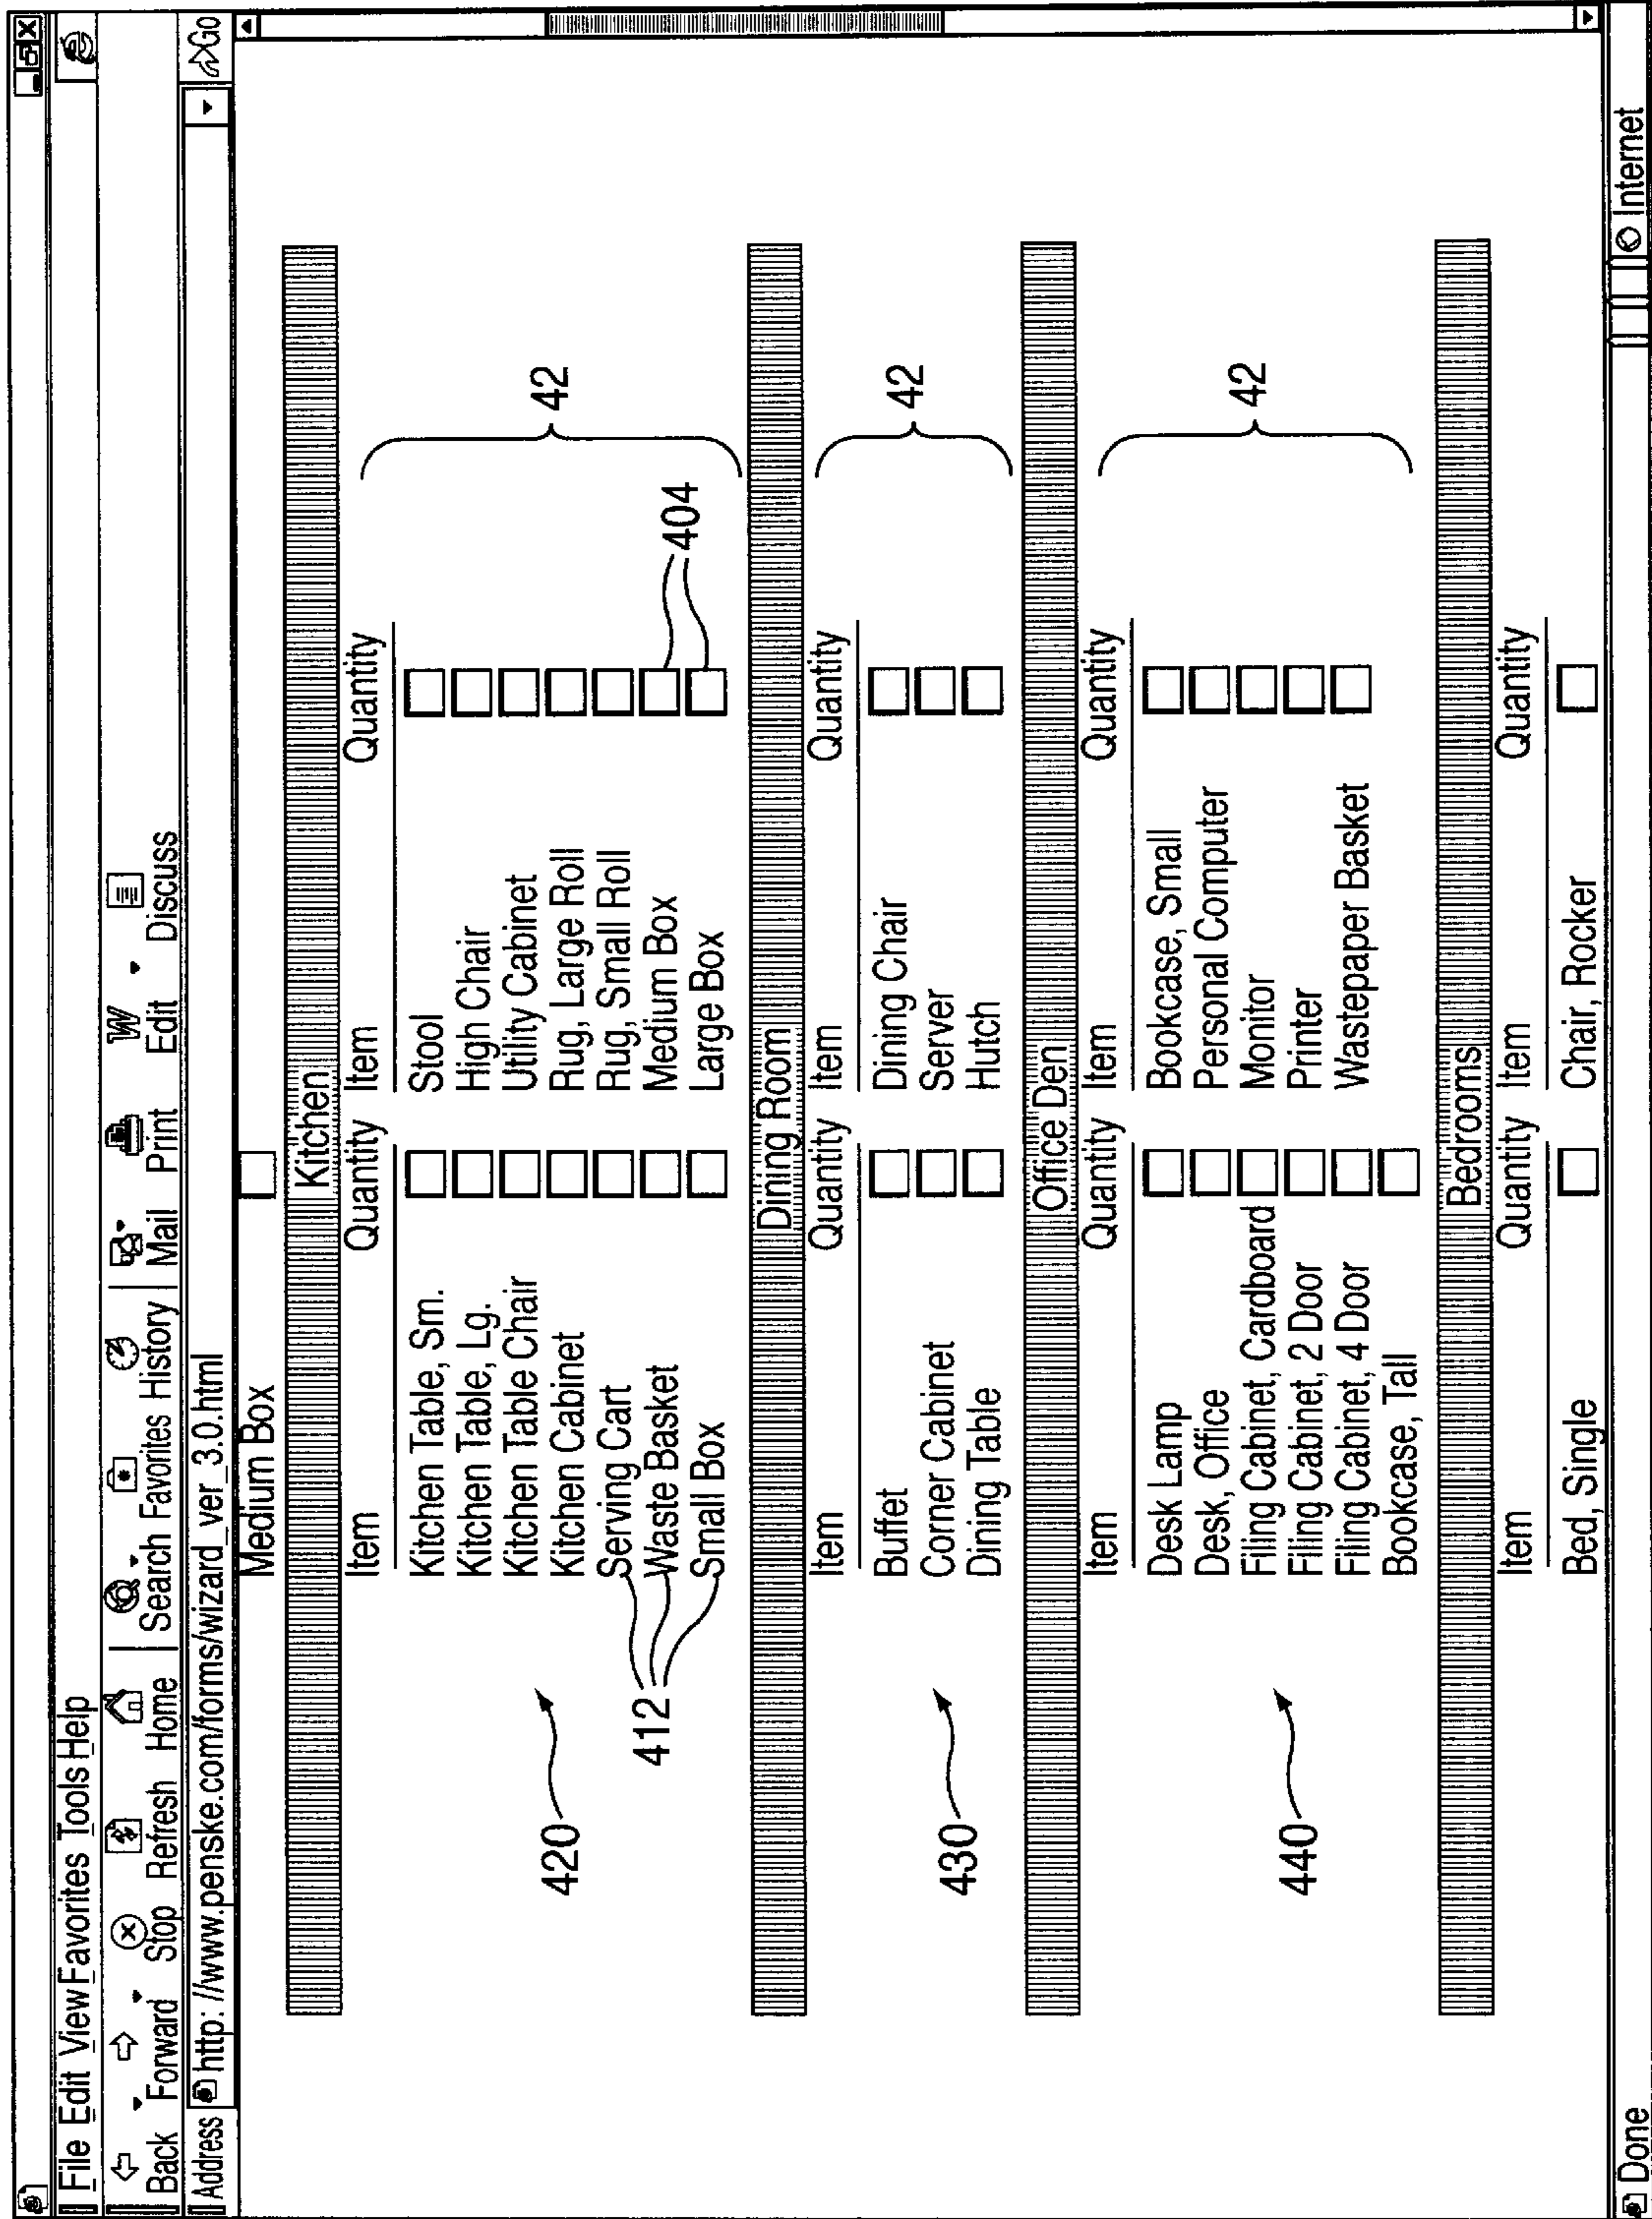 File Edit View Favorites Tools Help
Back Forward Stop Refresh Home Search Favorites History Mail Print Edit Discuss
Address http: //www.penske.com/forms/wizard_ver_3.0.html Go
Medium Box
Kitchen
Item Quantity Item Quantity
Kitchen Table, Sm. Stool
Kitchen Table, Lg. High Chair
Kitchen Table Chair Utility Cabinet
Kitchen Cabinet Rug, Large Roll
Serving Cart Rug, Small Roll
Waste Basket Medium Box
Small Box Large Box
420
412
404
42
Dining Room
Item Quantity Item Quantity
Buffet Dining Chair
Corner Cabinet Server
Dining Table Hutch
430
42
Office Den
Item Quantity Item Quantity
Desk Lamp Bookcase, Small
Desk, Office Personal Computer
Filing Cabinet, Cardboard Monitor
Filing Cabinet, 2 Door Printer
Filing Cabinet, 4 Door Wastepaper Basket
Bookcase, Tall
440
42
Bedrooms
Item Quantity Item Quantity
Bed, Single Chair, Rocker
Done Internet